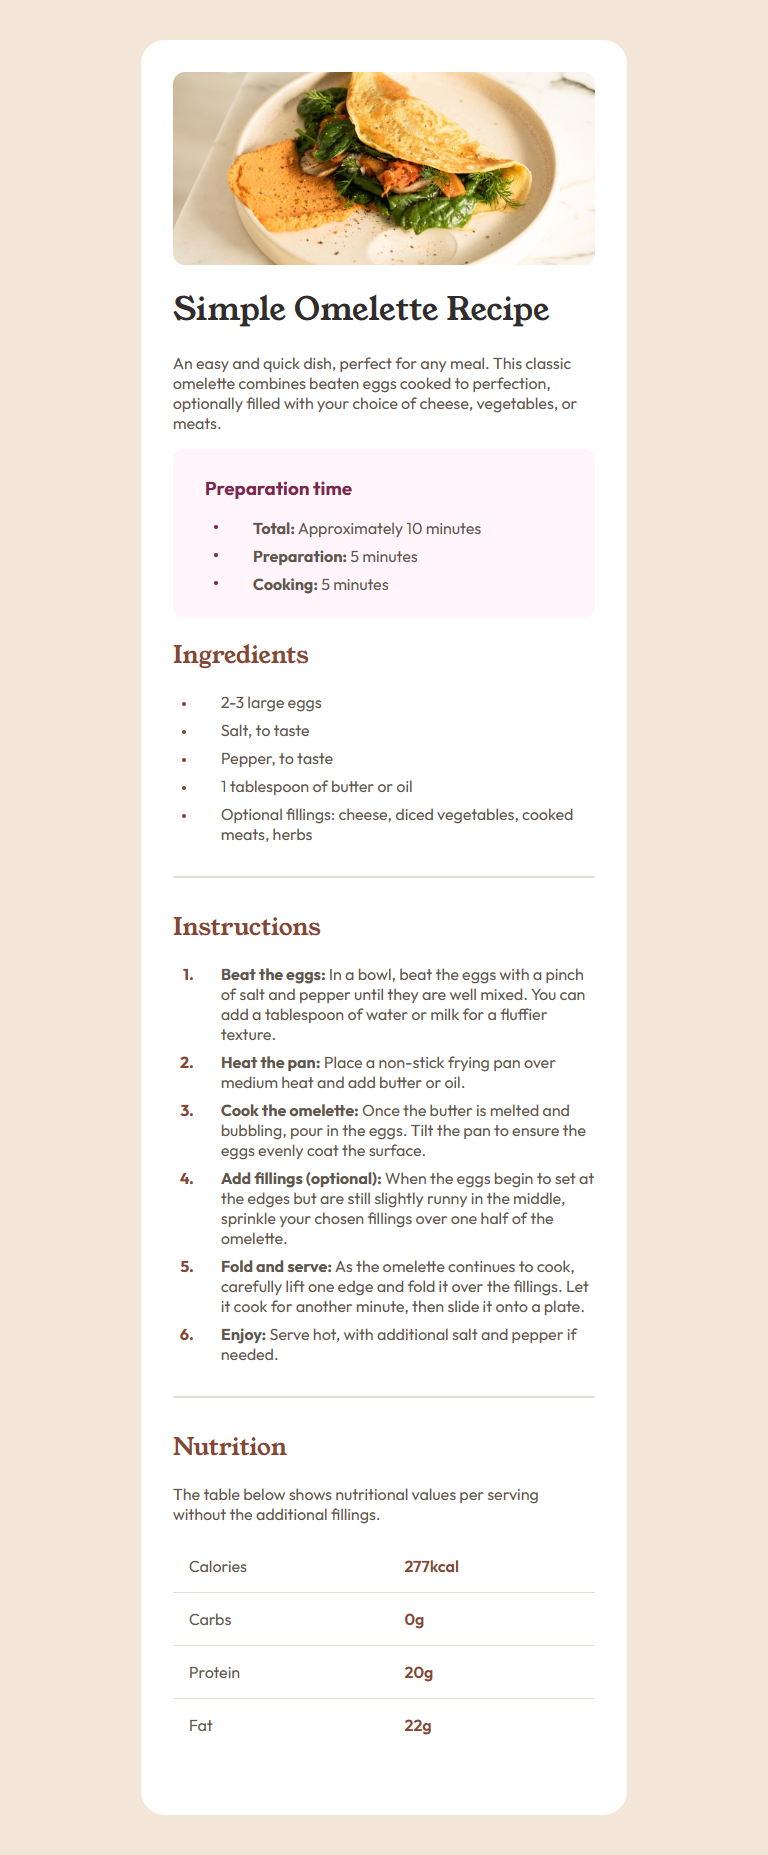 Simple Omelette Recipe
An easy and quick dish, perfect for any meal. This classic
omelette combines beaten eggs cooked to perfection,
optionally filled with your choice of cheese, vegetables, or
meats.
Preparation time
• Total: Approximately 10 minutes
• Preparation: 5 minutes
• Cooking: 5 minutes
Ingredients
▪ 2-3 large eggs
▪ Salt, to taste
▪ Pepper, to taste
▪ 1 tablespoon of butter or oil
▪ Optional fillings: cheese, diced vegetables, cooked
meats, herbs
Instructions
1. Beat the eggs: In a bowl, beat the eggs with a pinch
of salt and pepper until they are well mixed. You can
add a tablespoon of water or milk for a fluffier
texture.
2. Heat the pan: Place a non-stick frying pan over
medium heat and add butter or oil.
3. Cook the omelette: Once the butter is melted and
bubbling, pour in the eggs. Tilt the pan to ensure the
eggs evenly coat the surface.
4. Add fillings (optional): When the eggs begin to set at
the edges but are still slightly runny in the middle,
sprinkle your chosen fillings over one half of the
omelette.
5. Fold and serve: As the omelette continues to cook,
carefully lift one edge and fold it over the fillings. Let
it cook for another minute, then slide it onto a plate.
6. Enjoy: Serve hot, with additional salt and pepper if
needed.
Nutrition
The table below shows nutritional values per serving
without the additional fillings.
Calories 277kcal
Carbs 0g
Protein 20g
Fat 22g